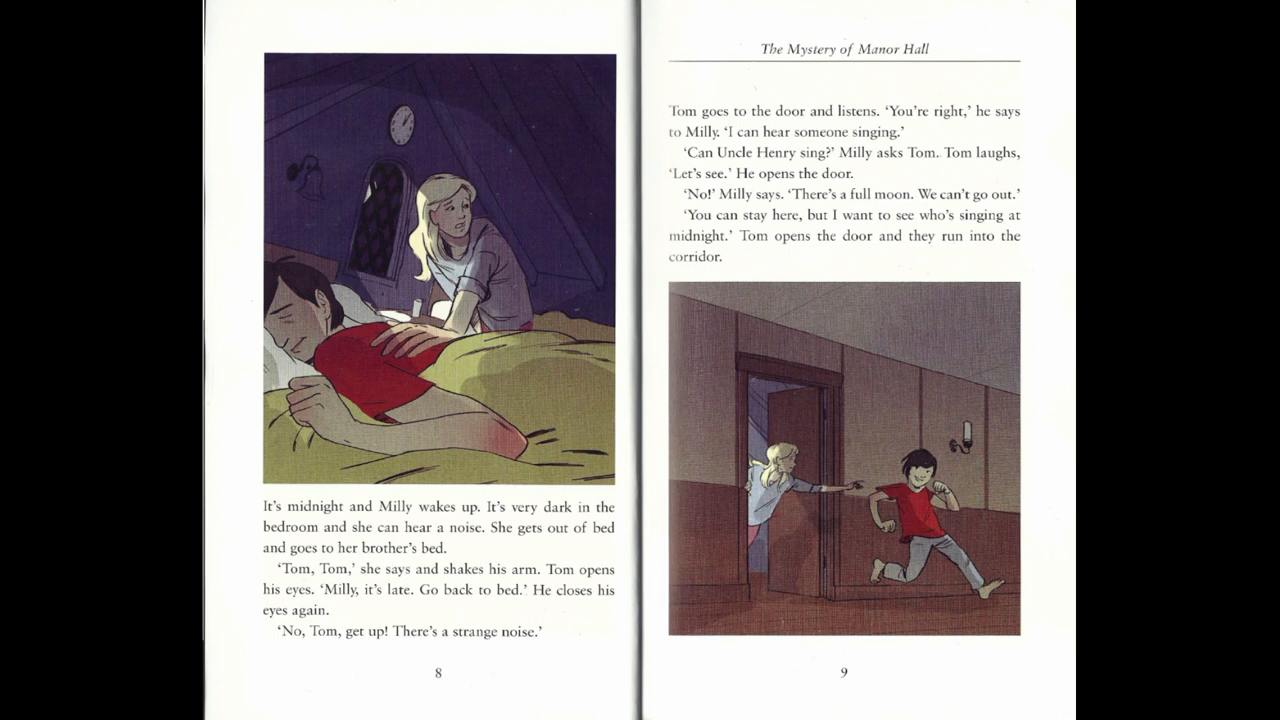 It's midnight and Milly wakes up. It's very dark in the
bedroom and she can hear a noise. She gets out of bed
and goes to her brother's bed.
'Tom, Tom,' she says and shakes his arm. Tom opens
his eyes. 'Milly, it's late. Go back to bed.' He closes his
eyes again.
'No, Tom, get up! There's a strange noise.'
8
The Mystery of Manor Hall
Tom goes to the door and listens. 'You're right,' he says
to Milly. 'I can hear someone singing.'
'Can Uncle Henry sing?' Milly asks Tom. Tom laughs,
'Let's see.' He opens the door.
'No!' Milly says. 'There's a full moon. We can't go out.'
'You can stay here, but I want to see who's singing at
midnight.' Tom opens the door and they run into the
corridor.
9